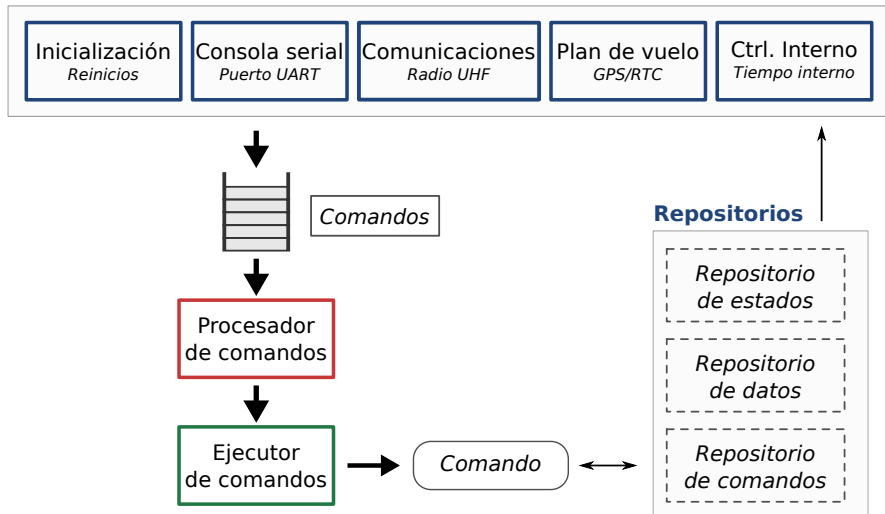 Inicialización
Reinicios
Consola serial
Puerto UART
Comunicaciones
Radio UHF
Plan de vuelo
GPS/RTC
Ctrl. Interno
Tiempo interno
Comandos
Procesador
de comandos
Ejecutor
de comandos
Comando
Repositorios
Repositorio
de estados
Repositorio
de datos
Repositorio
de comandos